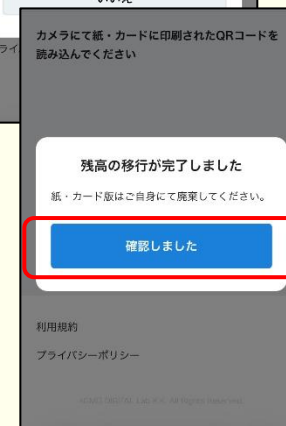 カメラにて紙・カードに印刷されたQRコードを
読み込んでください
残高の移行が完了しました
紙・カード版はご自身にて廃棄してください。
確認しました
利用規約
プライバシーポリシー